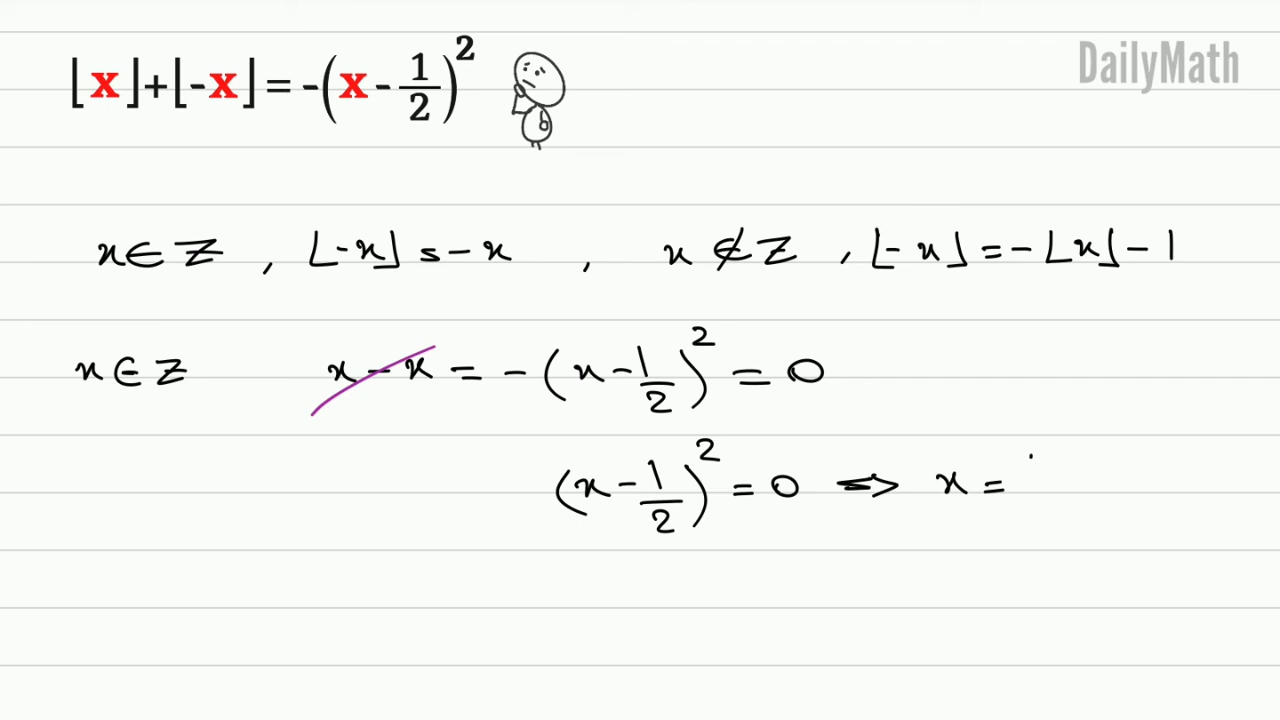 ⌊x⌋+⌊-x⌋ = -(x - 1/2)²
DailyMath
x ∈ Z , ⌊-x⌋ = -x , x ∉ Z , ⌊-x⌋ = -⌊x⌋ - 1
x ∈ Z x - x = -(x - 1/2)² = 0
(x - 1/2)² = 0 => x =